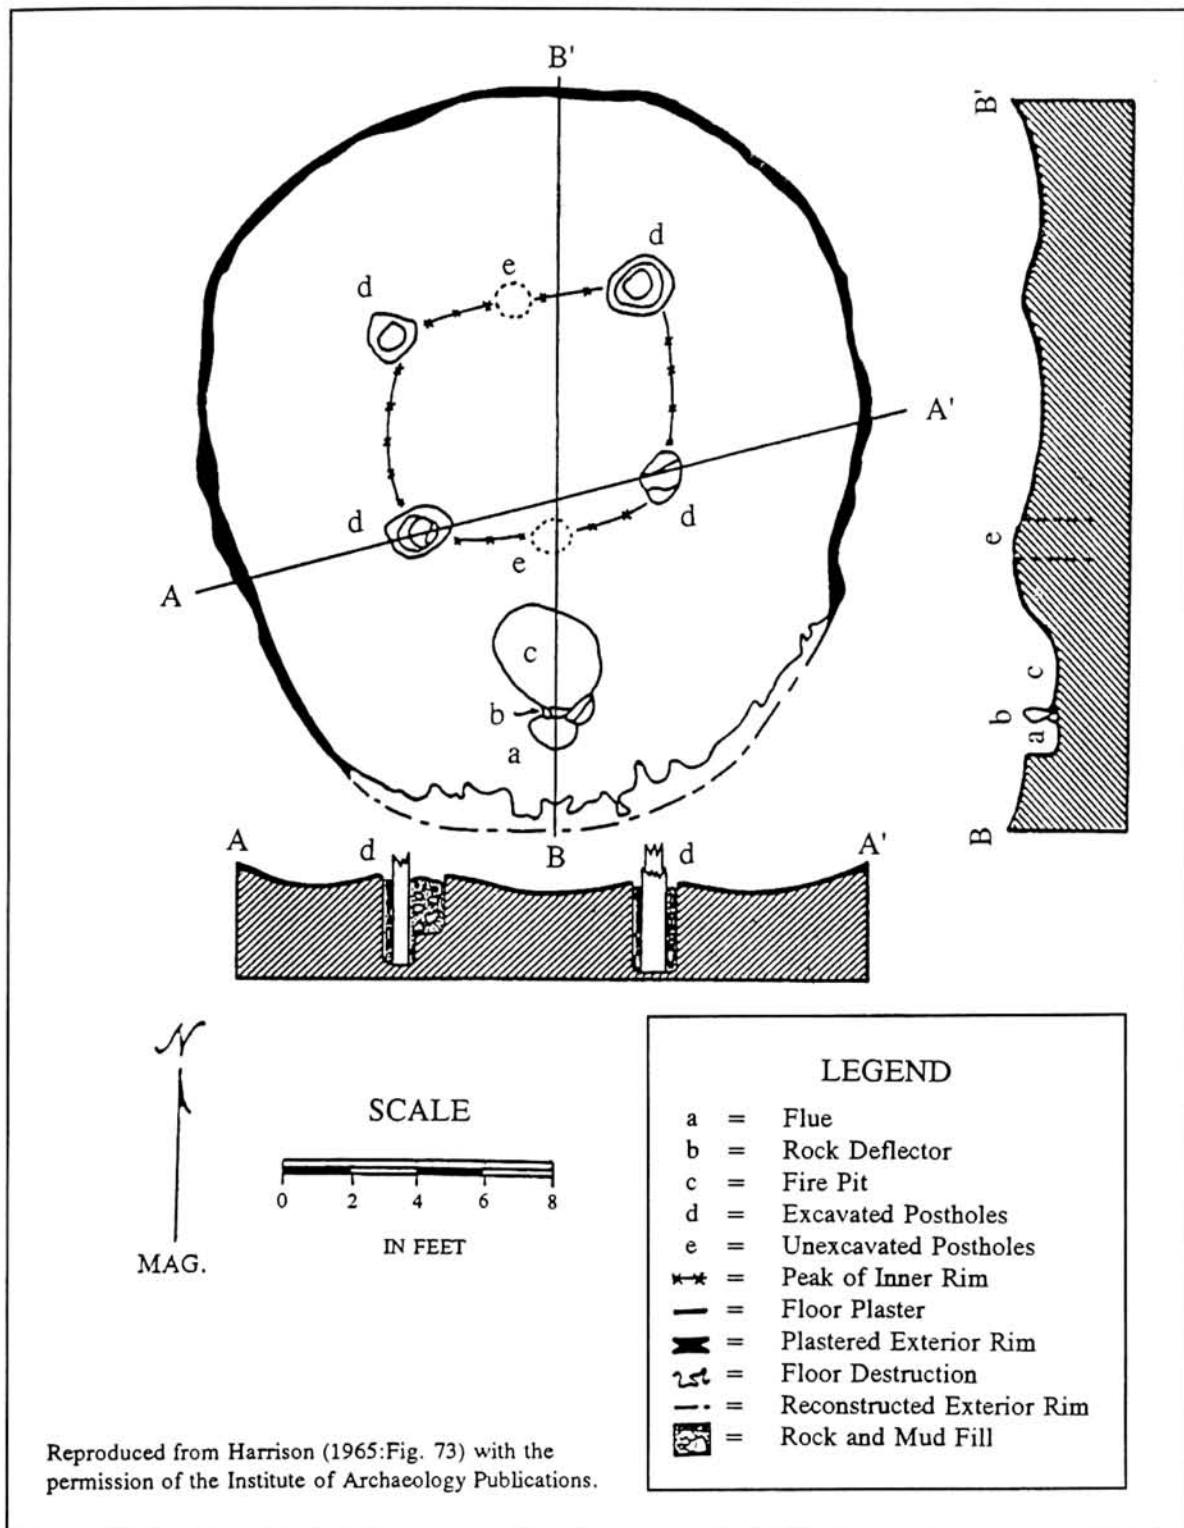 B'
B'
d
e
d
A'
d
d
e
e
A
c
c
b
b
a
a
A
d
B
d
A'
B
N
MAG.
SCALE
0 2 4 6 8
IN FEET
LEGEND
a = Flue
b = Rock Deflector
c = Fire Pit
d = Excavated Postholes
e = Unexcavated Postholes
= Peak of Inner Rim
= Floor Plaster
= Plastered Exterior Rim
= Floor Destruction
= Reconstructed Exterior Rim
= Rock and Mud Fill
Reproduced from Harrison (1965:Fig. 73) with the
permission of the Institute of Archaeology Publications.